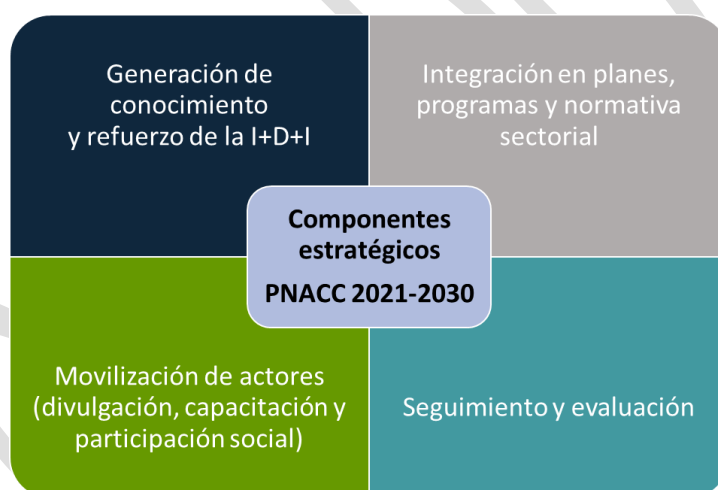 Generación de
conocimiento
y refuerzo de la I+D+I
Integración en planes,
programas y normativa
sectorial
Componentes
estratégicos
PNACC 2021-2030
Movilización de actores
(divulgación, capacitación y
participación social)
Seguimiento y evaluación